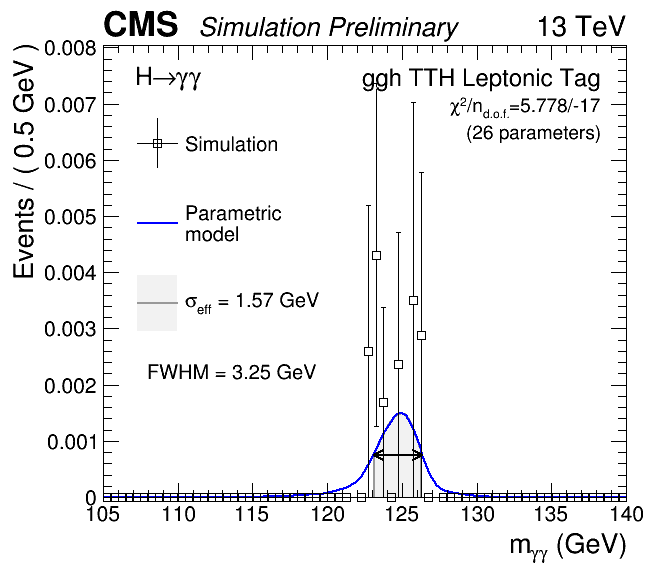 CMS Simulation Preliminary 13 TeV
Events / ( 0.5 GeV )
0.008
0.007
0.006
0.005
0.004
0.003
0.002
0.001
0
H→γγ
Simulation
Parametric
model
σeff = 1.57 GeV
FWHM = 3.25 GeV
ggh TTH Leptonic Tag
χ²/nd.o.f.=5.778/-17
(26 parameters)
105 110 115 120 125 130 135 140
mγγ (GeV)